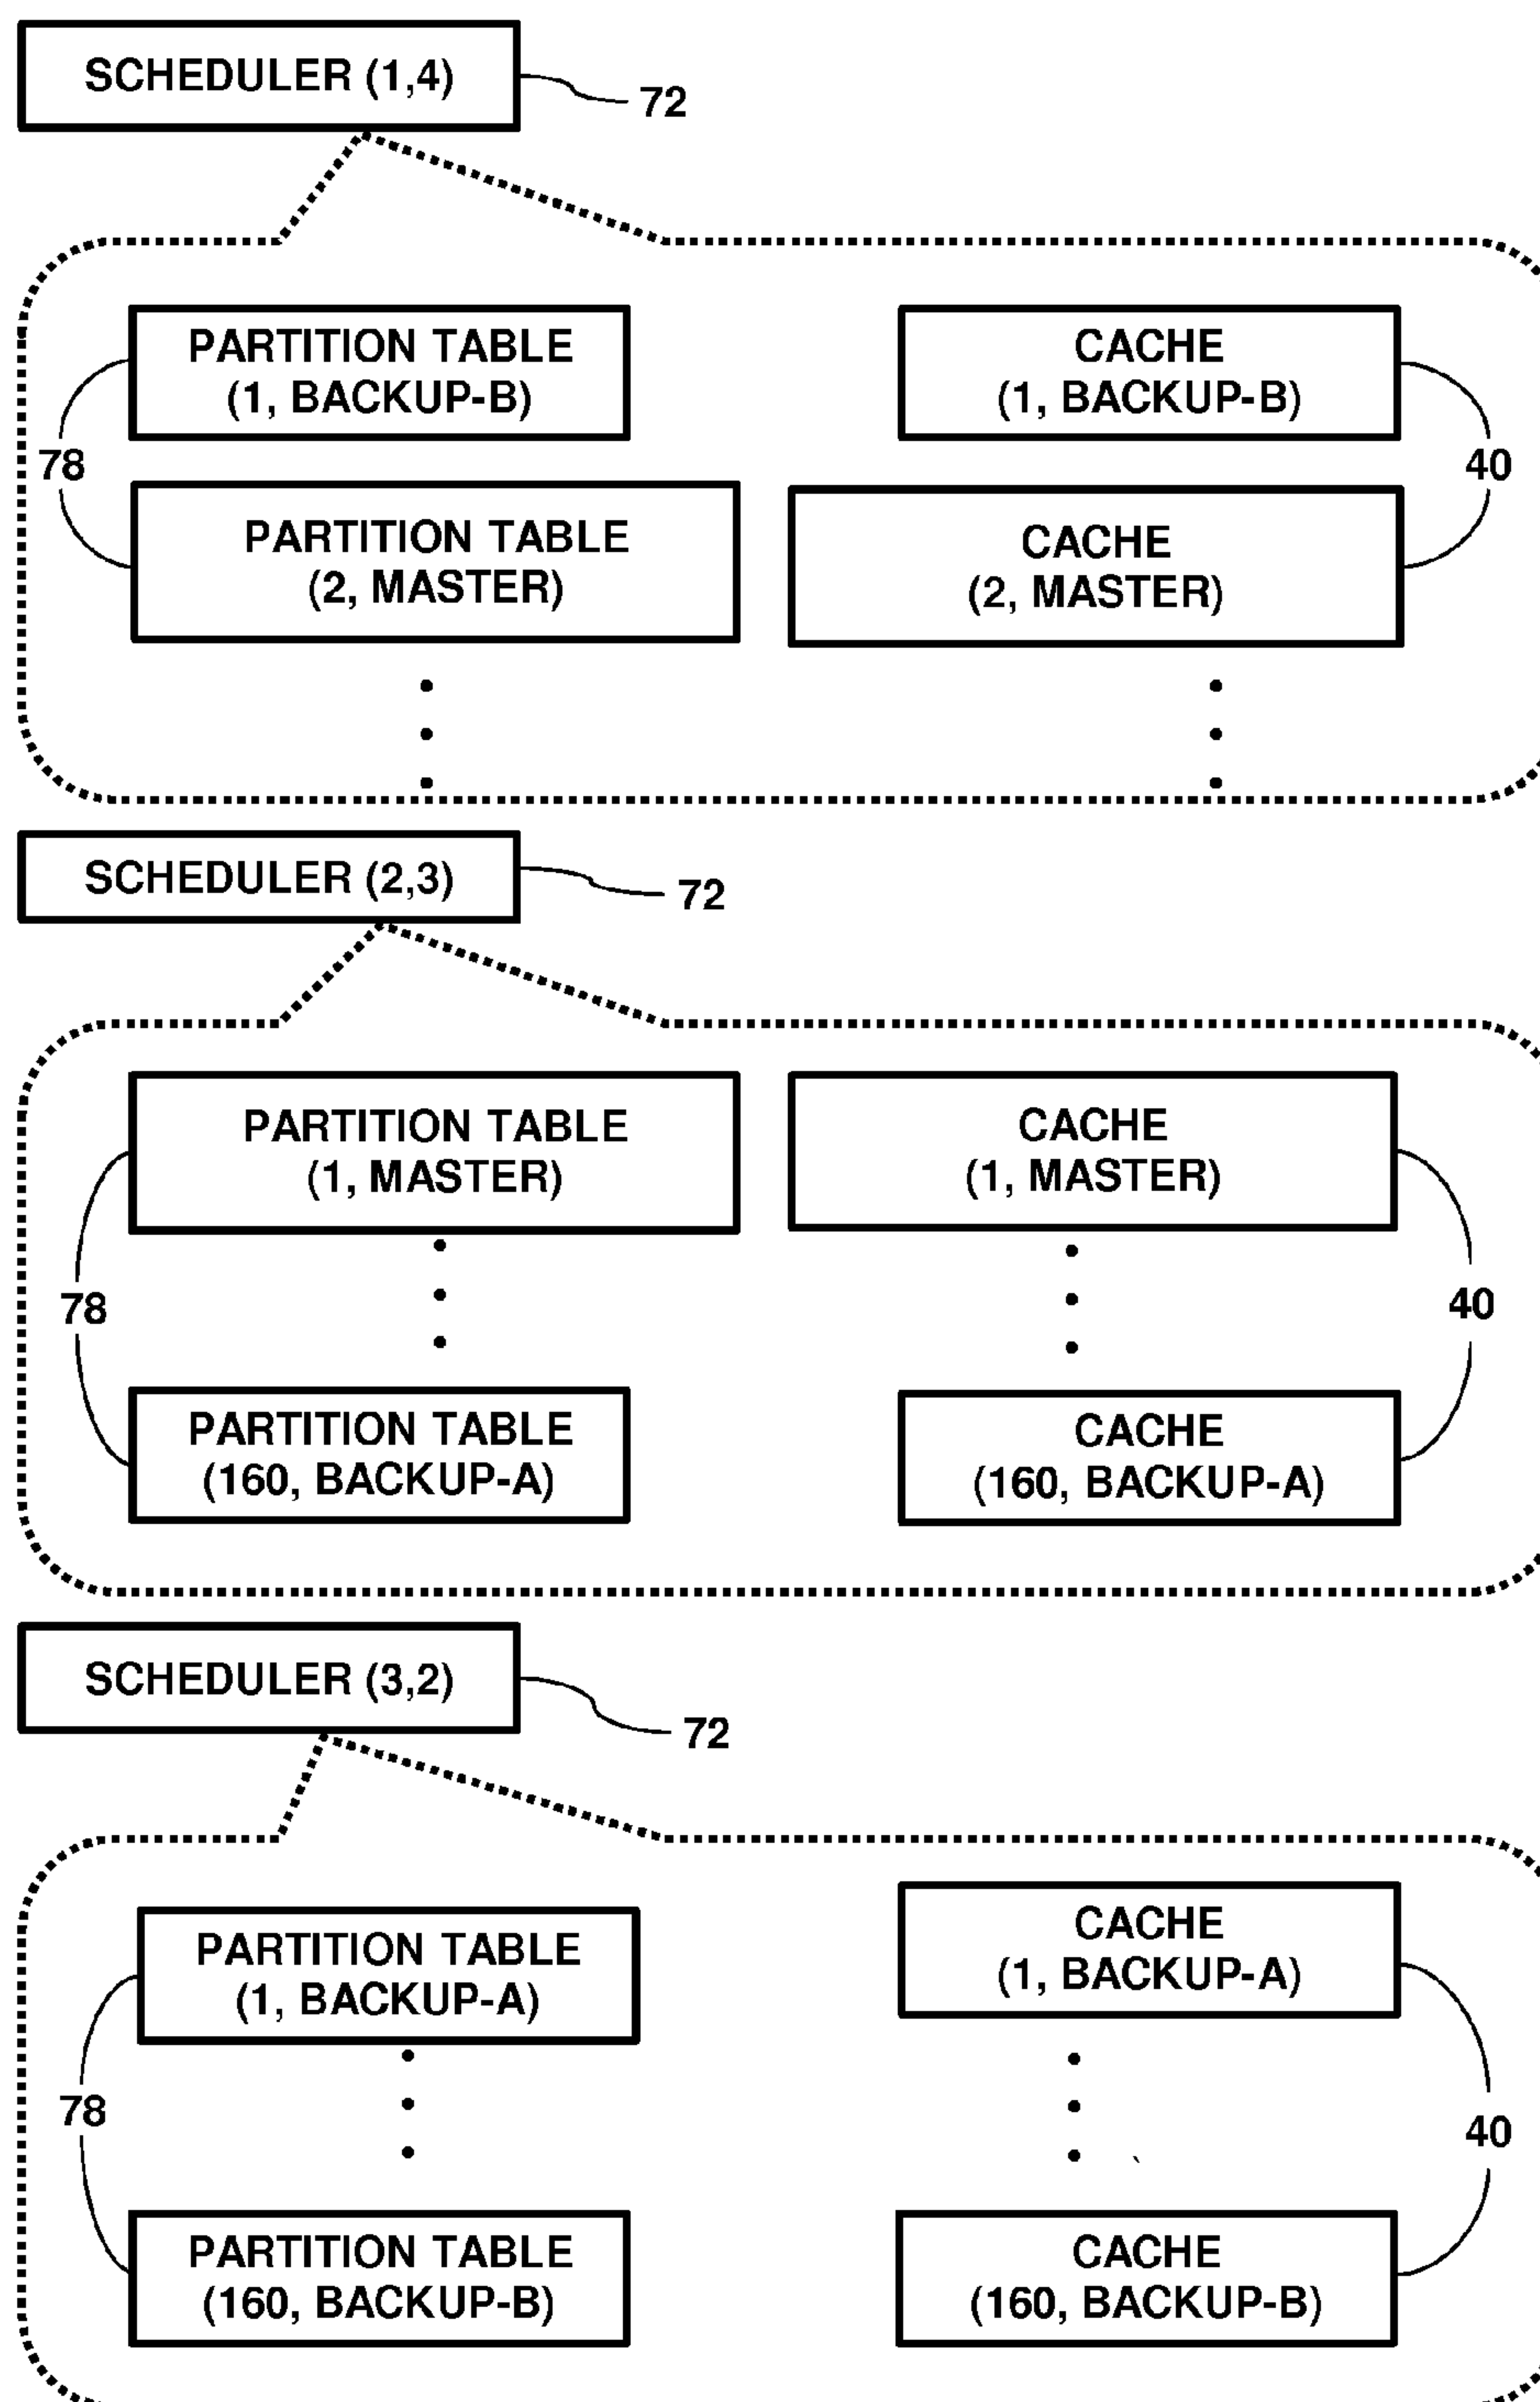 SCHEDULER (1,4)
72
PARTITION TABLE
(1, BACKUP-B)
CACHE
(1, BACKUP-B)
78
40
PARTITION TABLE
(2, MASTER)
CACHE
(2, MASTER)
SCHEDULER (2,3)
72
PARTITION TABLE
(1, MASTER)
CACHE
(1, MASTER)
78
40
PARTITION TABLE
(160, BACKUP-A)
CACHE
(160, BACKUP-A)
SCHEDULER (3,2)
72
PARTITION TABLE
(1, BACKUP-A)
CACHE
(1, BACKUP-A)
78
40
PARTITION TABLE
(160, BACKUP-B)
CACHE
(160, BACKUP-B)